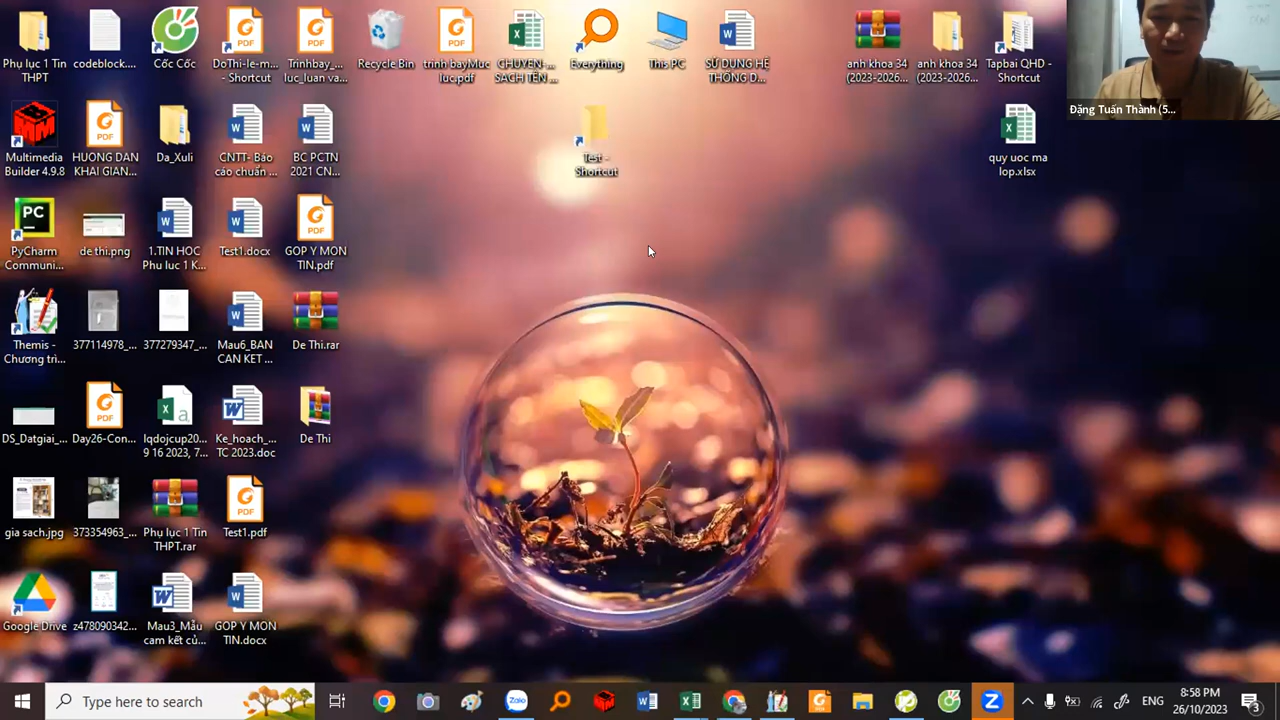 Phụ lục 1 Tin
THPT
codeblock....
Cốc Cốc
DoThi-le-m...
- Shortcut
Trinhbay_...
luc_luan va...
Recycle Bin
trinh bayMuc
luc.pdf
CHUYEN-...
SACH TÊN ...
Everything
This PC
SỬ DỤNG HỆ
THỐNG D...
anh khoa 34
(2023-2026...
anh khoa 34
(2023-2026...
Tapbai QHD -
Shortcut
Đặng Tuấn Thành (5...
Multimedia
Builder 4.9.8
HUONG DAN
KHAI GIAN...
Da_Xuli
CNTT- Báo
cáo chuẩn ...
BC PCTN
2021 CN...
Test -
Shortcut
quy uoc ma
lop.xlsx
PyCharm
Communi...
de thi.png
1.TIN HOC
Phu luc 1 K...
Test1.docx
GOP Y MON
TIN.pdf
Themis -
Chương trì...
377114978_...
377279347_...
Mau6_BAN
CAN KET ...
De Thi.rar
DS_Datgiai_...
Day26-Con...
lqdojcup20...
9 16 2023, 7...
Ke_hoach_...
TC 2023.doc
De Thi
gia sach.jpg
373354963_...
Phụ lục 1 Tin
THPT.rar
Test1.pdf
Google Drive
z478090342...
Mau3_Mẫu
cam kết củ...
GOP Y MON
TIN.docx
Type here to search
Zalo
ENG
8:58 PM
26/10/2023
3